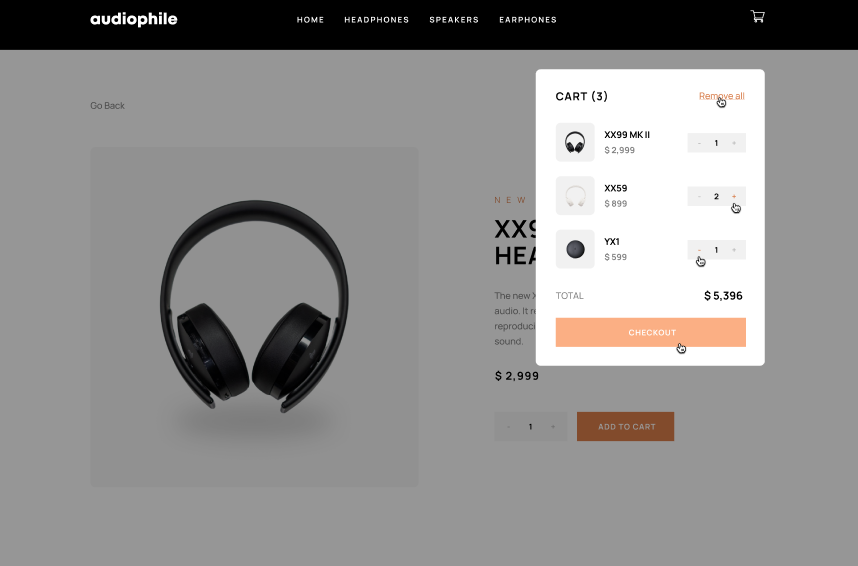 audiophile
HOME HEADPHONES SPEAKERS EARPHONES
Go Back
CART (3)
Remove all
XX99 MK II
$ 2,999
- 1 +
XX59
$ 899
- 2 +
YX1
$ 599
- 1 +
TOTAL
$ 5,396
CHECKOUT
NEW
XX9
HEA
The new X
audio. It re
reproduci
sound.
$ 2,999
- 1 +
ADD TO CART